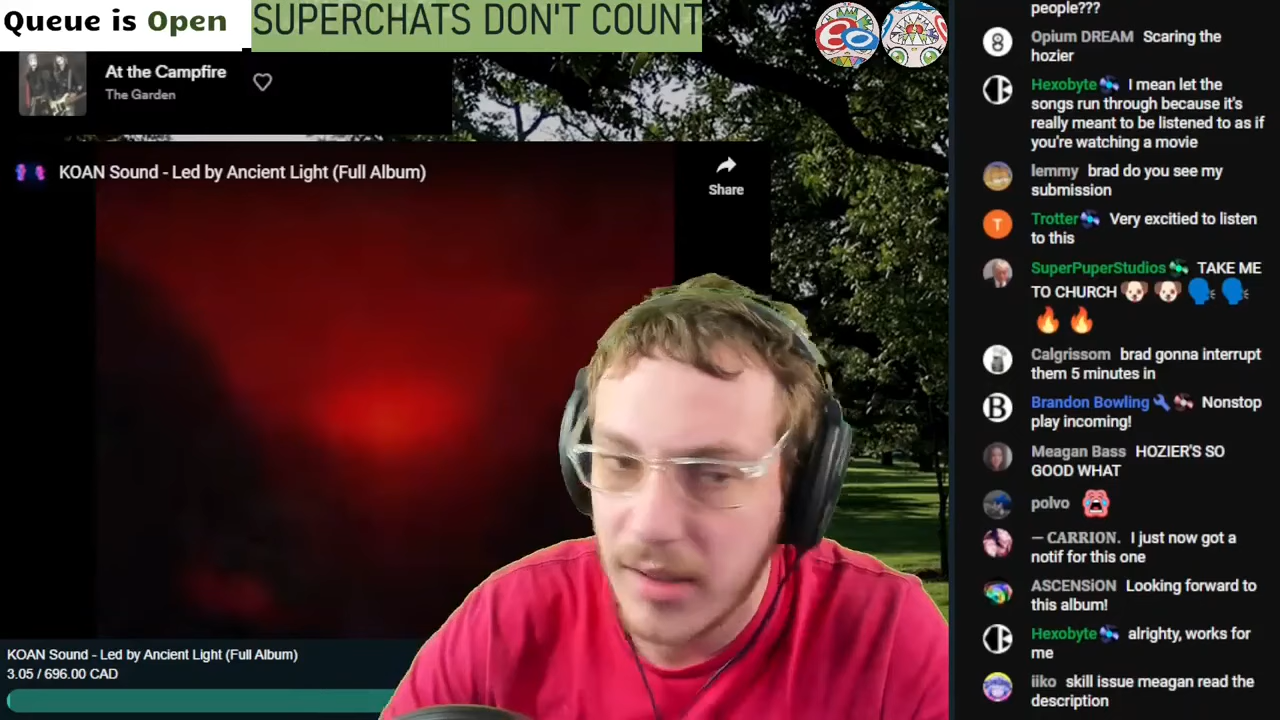 Queue is Open
SUPERCHATS DON'T COUNT
At the Campfire
The Garden
KOAN Sound - Led by Ancient Light (Full Album)
Share
KOAN Sound - Led by Ancient Light (Full Album)
3.05 / 696.00 CAD
people???
Opium DREAM Scaring the
hozier
Hexobyte I mean let the
songs run through because it's
really meant to be listened to as if
you're watching a movie
lemmy brad do you see my
submission
Trotter Very excitied to listen
to this
SuperPuperStudios TAKE ME
TO CHURCH
Calgrissom brad gonna interrupt
them 5 minutes in
Brandon Bowling Nonstop
play incoming!
Meagan Bass HOZIER'S SO
GOOD WHAT
polvo
— CARRION. I just now got a
notif for this one
ASCENSiON Looking forward to
this album!
Hexobyte alrighty, works for
me
iiko skill issue meagan read the
description